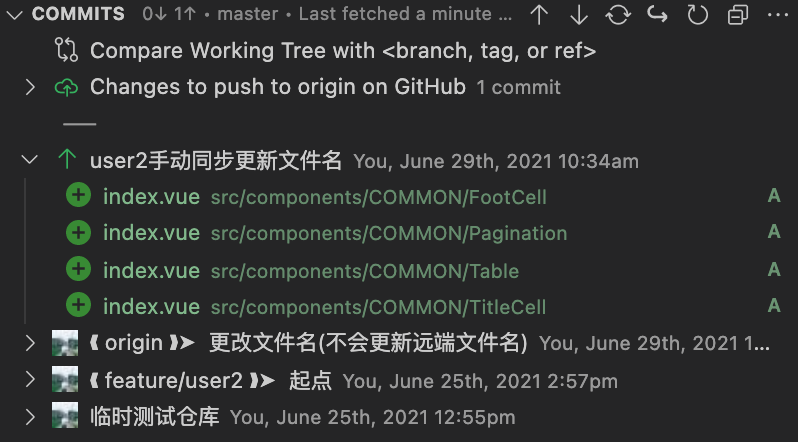 COMMITS 0↓ 1↑ • master • Last fetched a minute ...
Compare Working Tree with <branch, tag, or ref>
Changes to push to origin on GitHub 1 commit
user2手动同步更新文件名 You, June 29th, 2021 10:34am
index.vue src/components/COMMON/FootCell A
index.vue src/components/COMMON/Pagination A
index.vue src/components/COMMON/Table A
index.vue src/components/COMMON/TitleCell A
⟪ origin ⟫➤ 更改文件名(不会更新远端文件名) You, June 29th, 2021 1...
⟪ feature/user2 ⟫➤ 起点 You, June 25th, 2021 2:57pm
临时测试仓库 You, June 25th, 2021 12:55pm